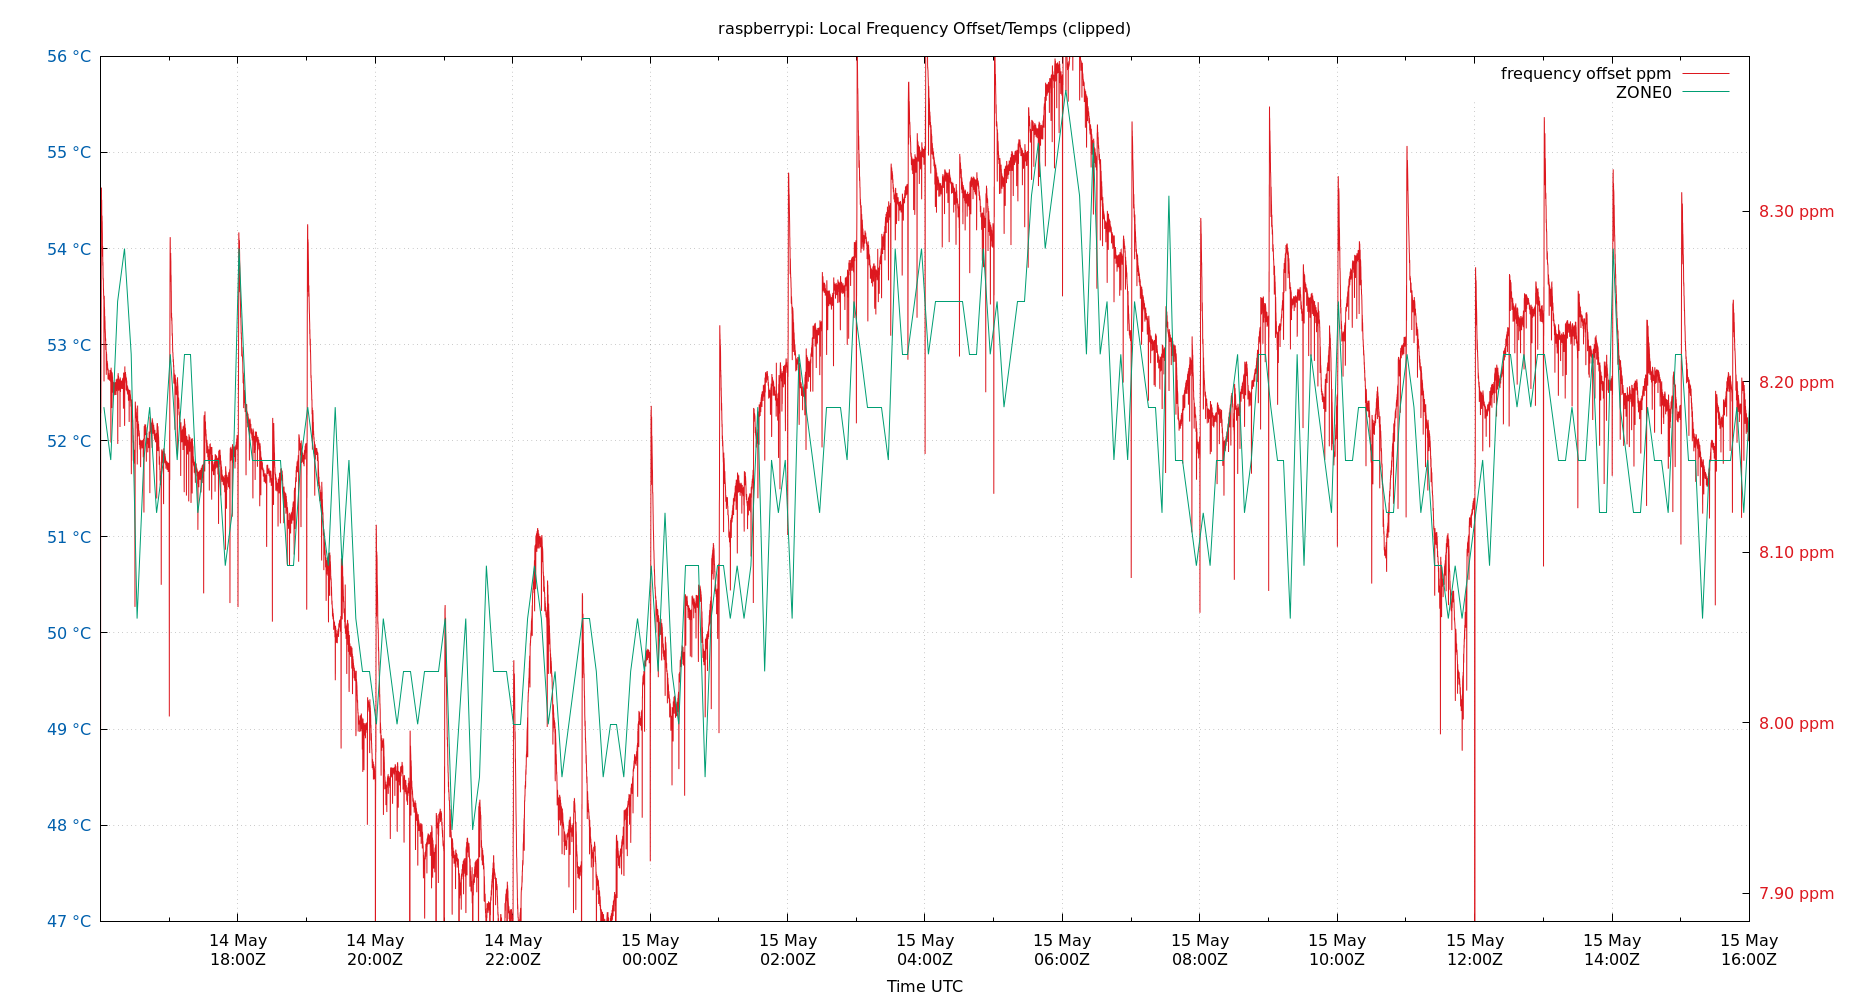 raspberrypi: Local Frequency Offset/Temps (clipped)
56 °C
55 °C
54 °C
53 °C
52 °C
51 °C
50 °C
49 °C
48 °C
47 °C
frequency offset ppm
ZONE0
8.30 ppm
8.20 ppm
8.10 ppm
8.00 ppm
7.90 ppm
14 May
18:00Z
14 May
20:00Z
14 May
22:00Z
15 May
00:00Z
15 May
02:00Z
15 May
04:00Z
15 May
06:00Z
15 May
08:00Z
15 May
10:00Z
15 May
12:00Z
15 May
14:00Z
15 May
16:00Z
Time UTC